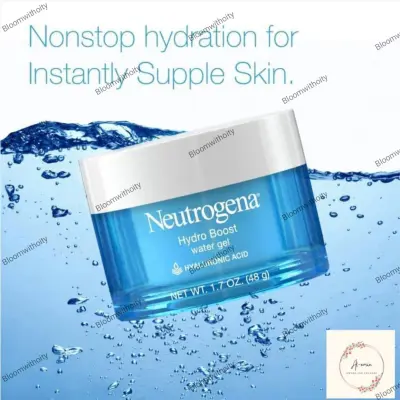 Nonstop hydration for
Instantly Supple Skin.
Neutrogena®
Hydro Boost
water gel
HYALURONIC ACID
NET WT. 1.7 OZ. (48 g)
Bloomwithoity